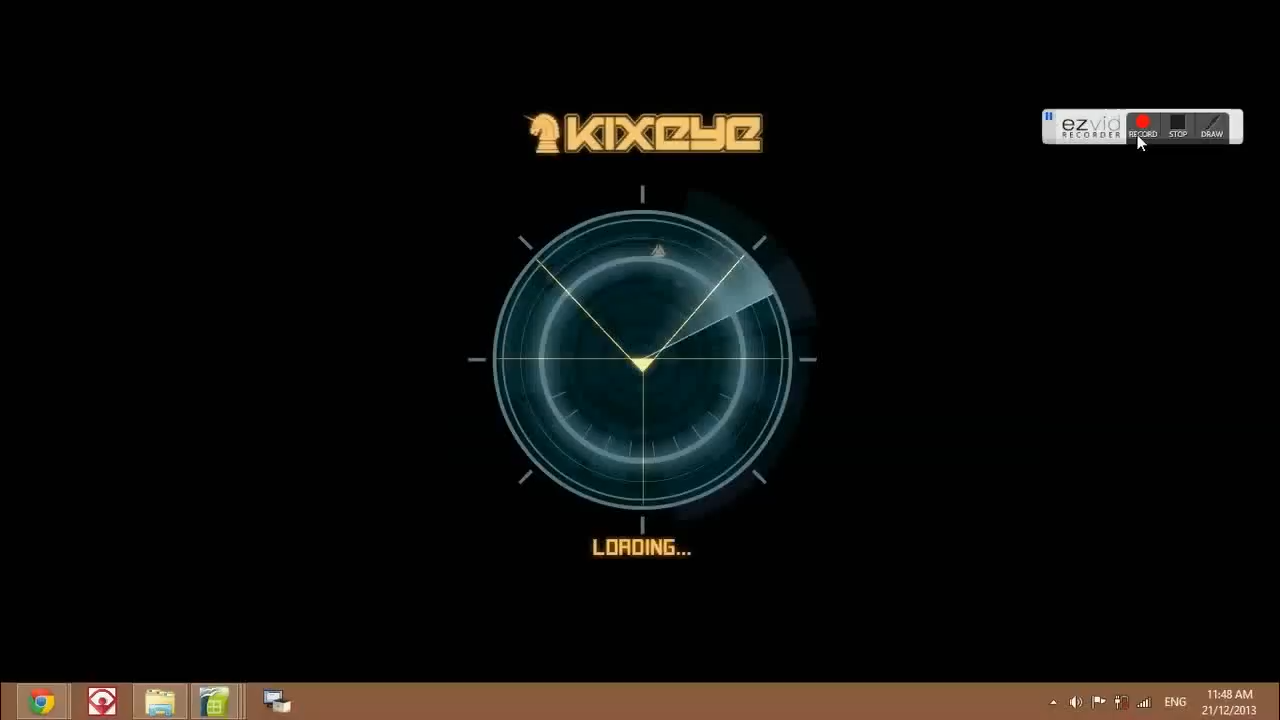 KIXEYE
ezvid
RECORDER
RECORD
STOP
DRAW
LOADING...
ENG
11:48 AM
21/12/2013